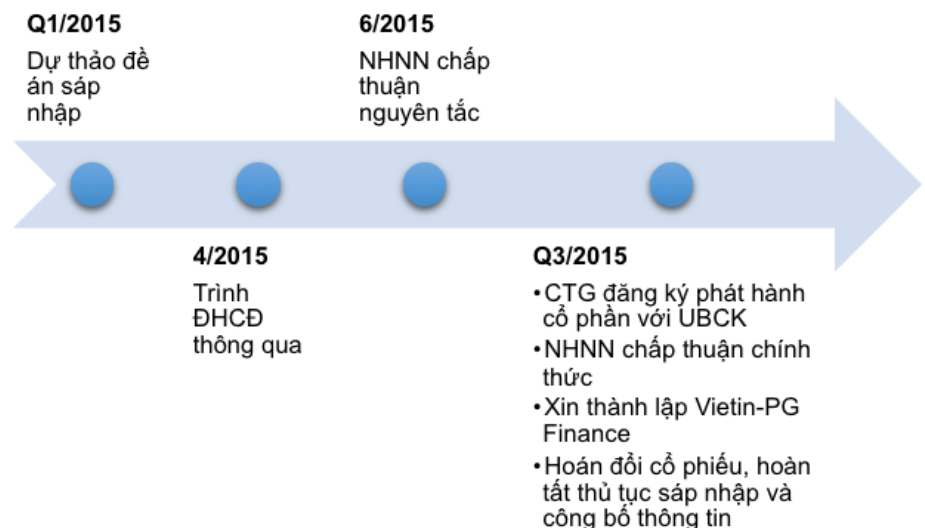 Q1/2015
Dự thảo đề
án sáp
nhập
4/2015
Trình
ĐHCĐ
thông qua
6/2015
NHNN chấp
thuận
nguyên tắc
Q3/2015
•CTG đăng ký phát hành
cổ phần với UBCK
•NHNN chấp thuận chính
thức
•Xin thành lập Vietin-PG
Finance
•Hoán đổi cổ phiếu, hoàn
tất thủ tục sáp nhập và
công bố thông tin